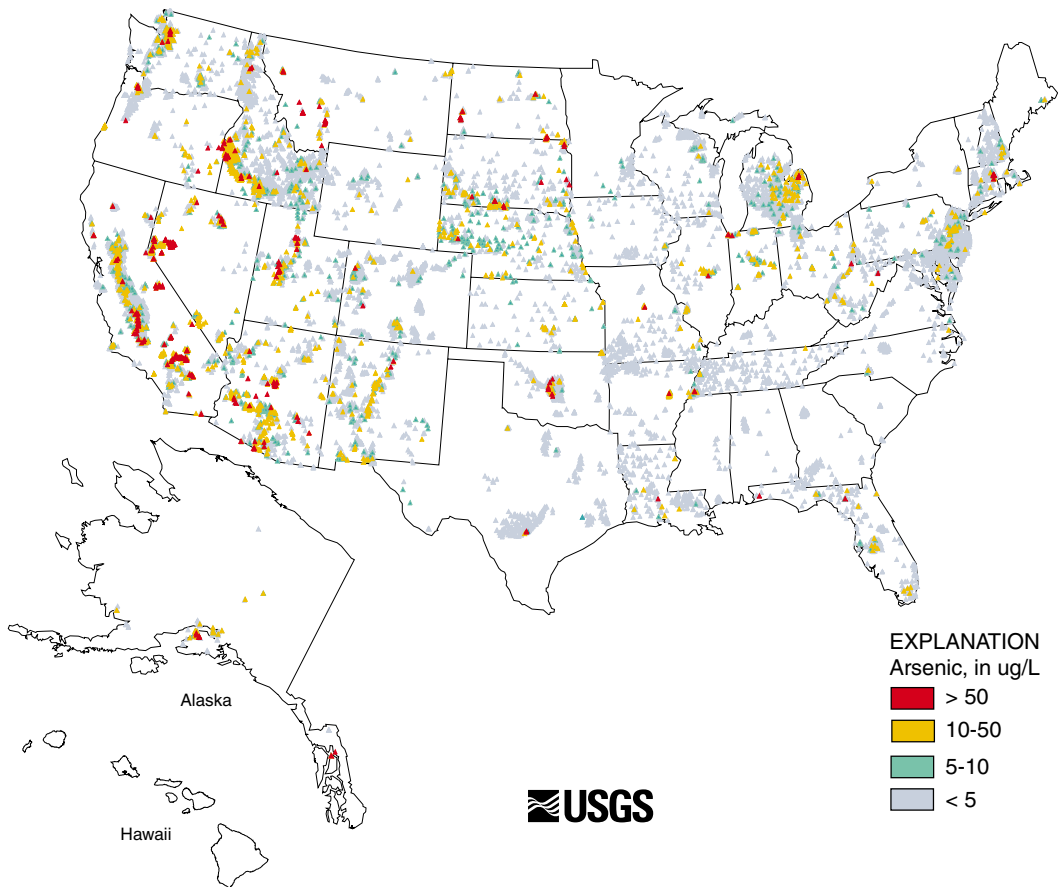 Alaska
Hawaii
USGS
EXPLANATION
Arsenic, in ug/L
> 50
10-50
5-10
< 5